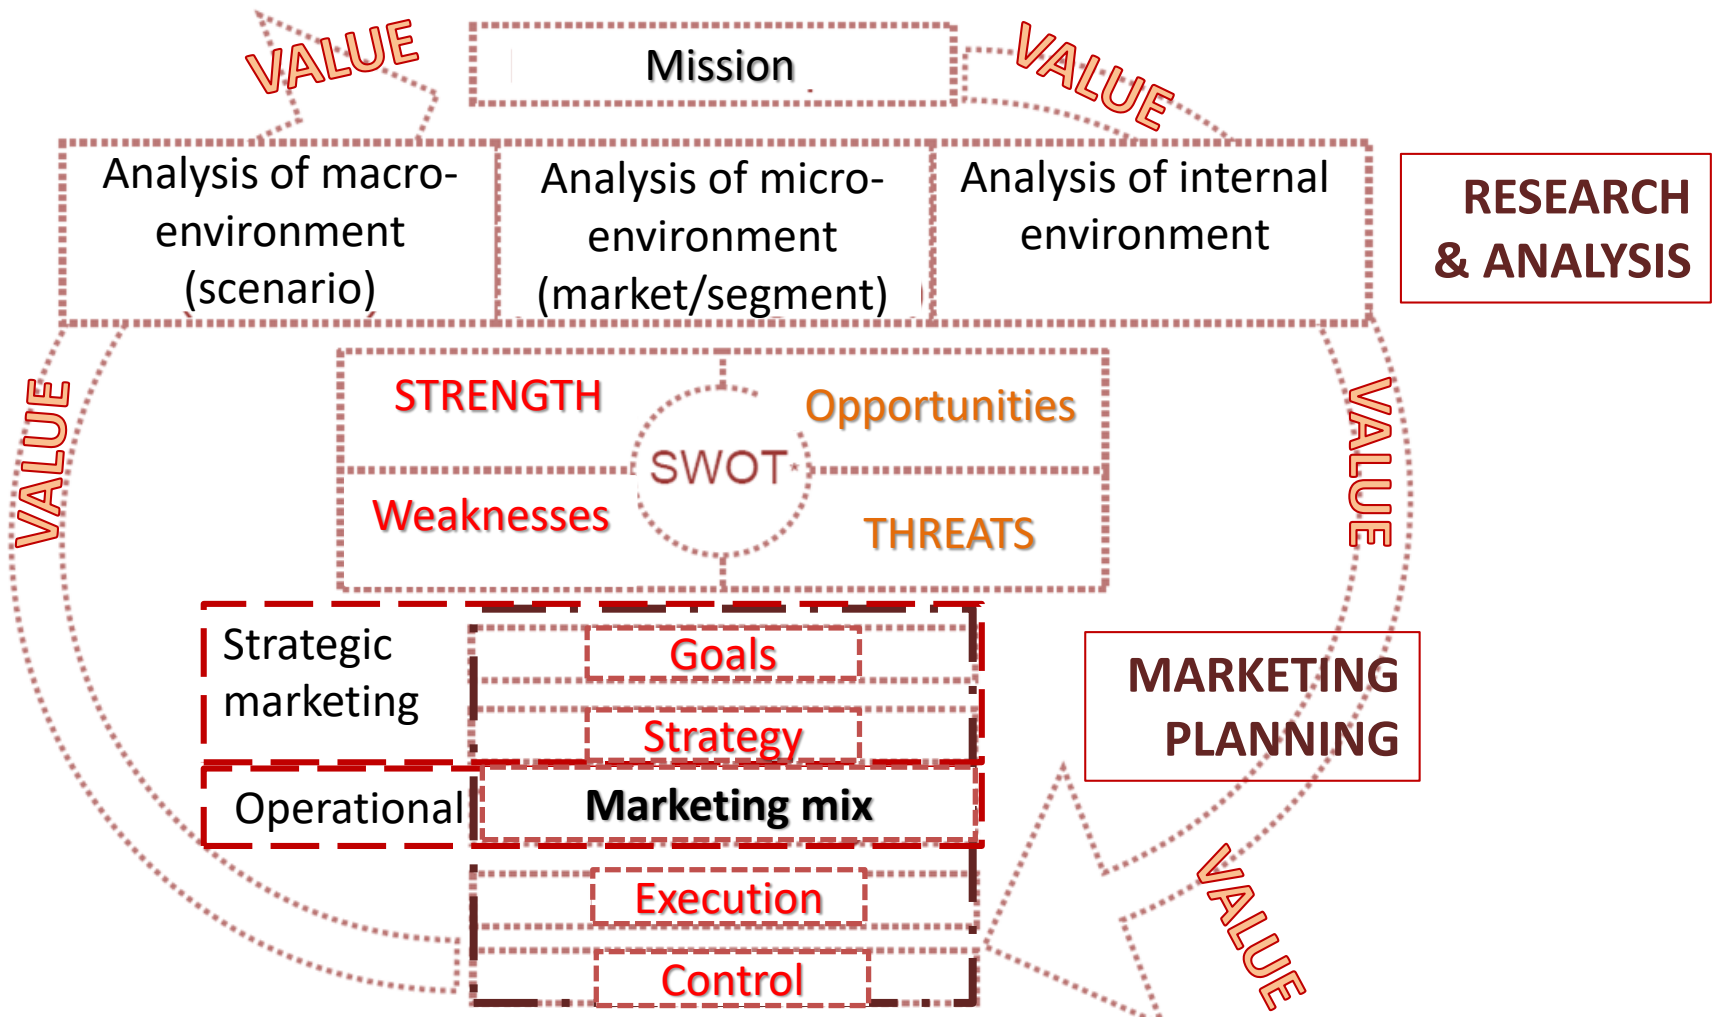 VALUE
Mission
VALUE
Analysis of macro-
environment
(scenario)
Analysis of micro-
environment
(market/segment)
Analysis of internal
environment
RESEARCH
& ANALYSIS
STRENGTH
Opportunities
SWOT*
Weaknesses
THREATS
VALUE
VALUE
Strategic
marketing
Goals
Strategy
MARKETING
PLANNING
Operational
Marketing mix
Execution
VALUE
Control